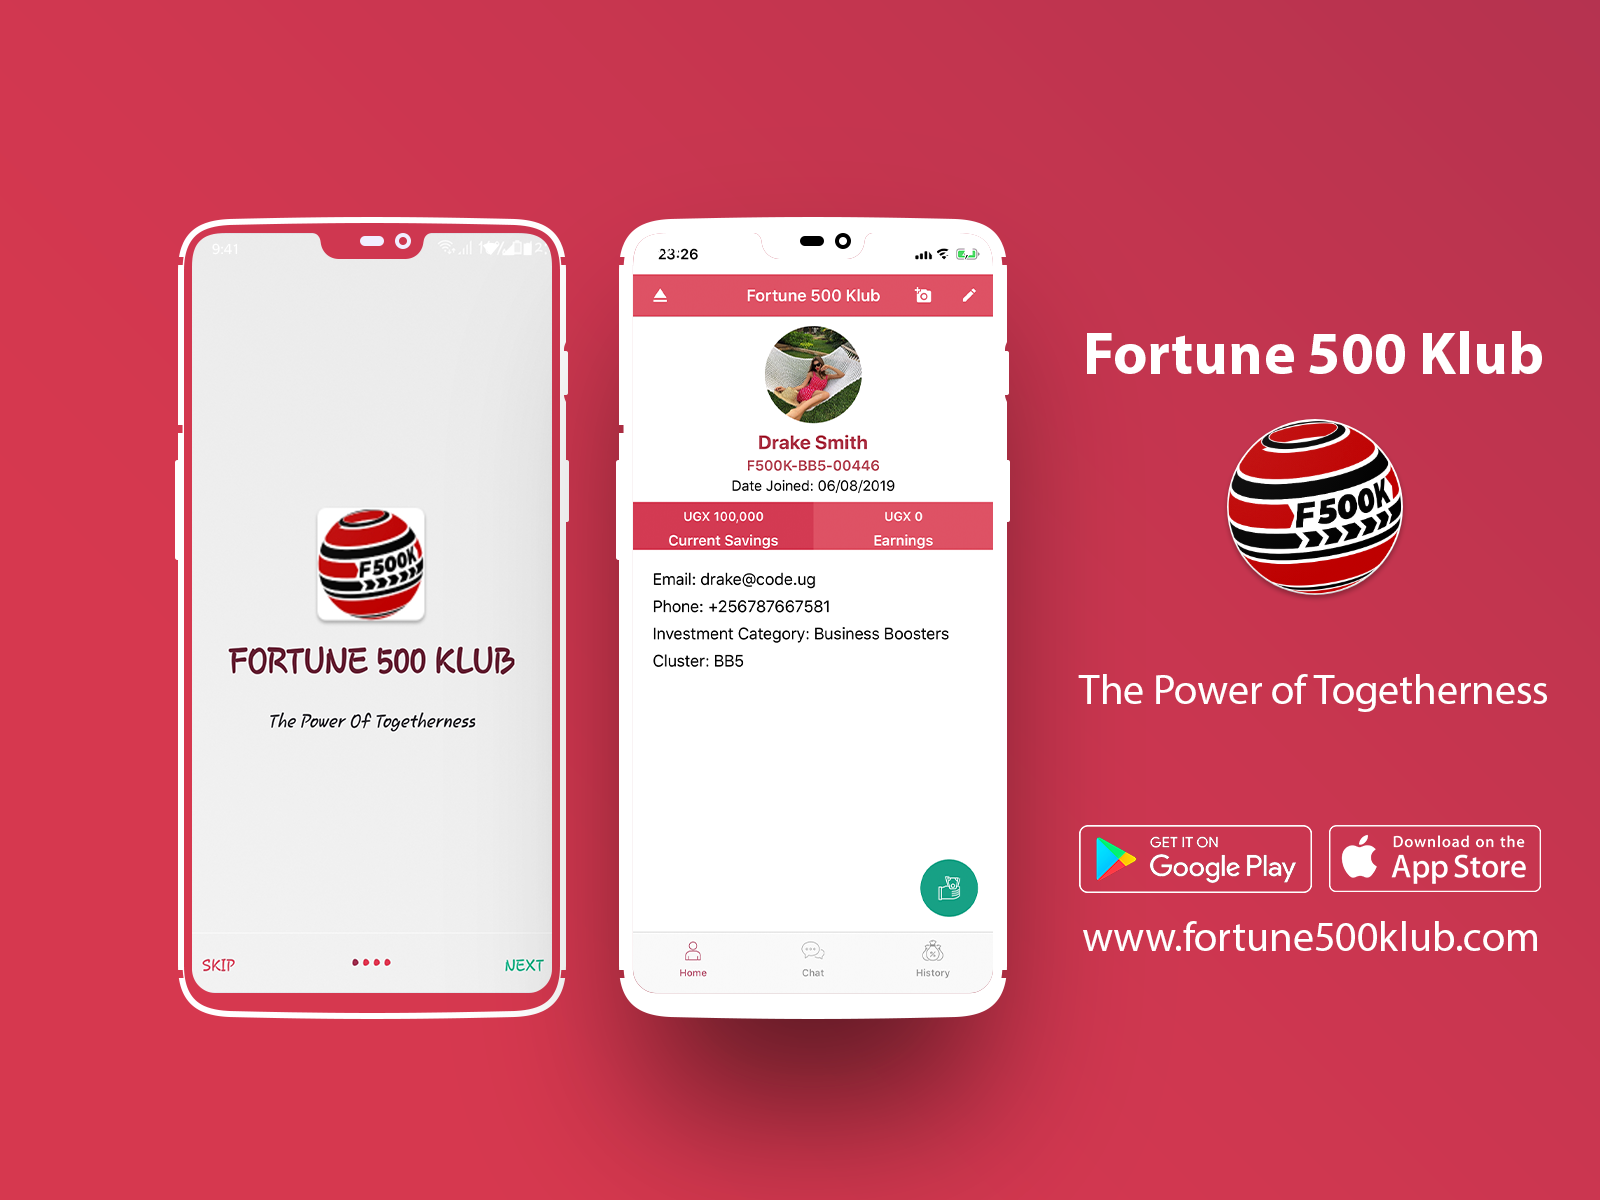 9:41
F500K
FORTUNE 500 KLUB
The Power Of Togetherness
SKIP
NEXT
23:26
Fortune 500 Klub
Drake Smith
F500K-BB5-00446
Date Joined: 06/08/2019
UGX 100,000
Current Savings
UGX 0
Earnings
Email: drake@code.ug
Phone: +256787667581
Investment Category: Business Boosters
Cluster: BB5
Home
Chat
History
Fortune 500 Klub
F500K
The Power of Togetherness
GET IT ON
Google Play
Download on the
App Store
www.fortune500klub.com